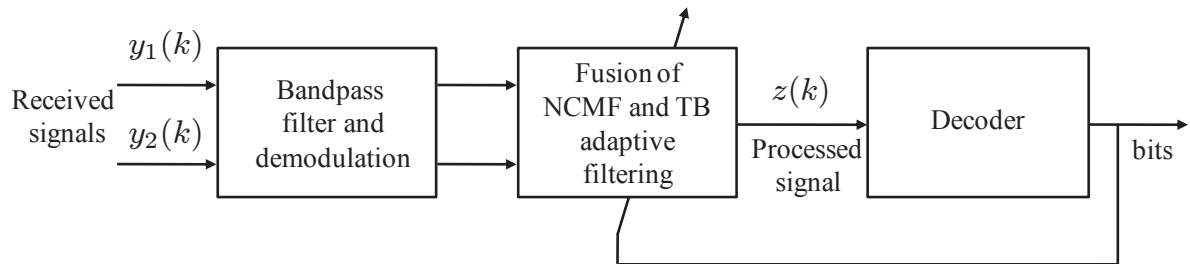 y1(k)
Received
signals
y2(k)
Bandpass
filter and
demodulation
Fusion of
NCMF and TB
adaptive
filtering
z(k)
Processed
signal
Decoder
bits